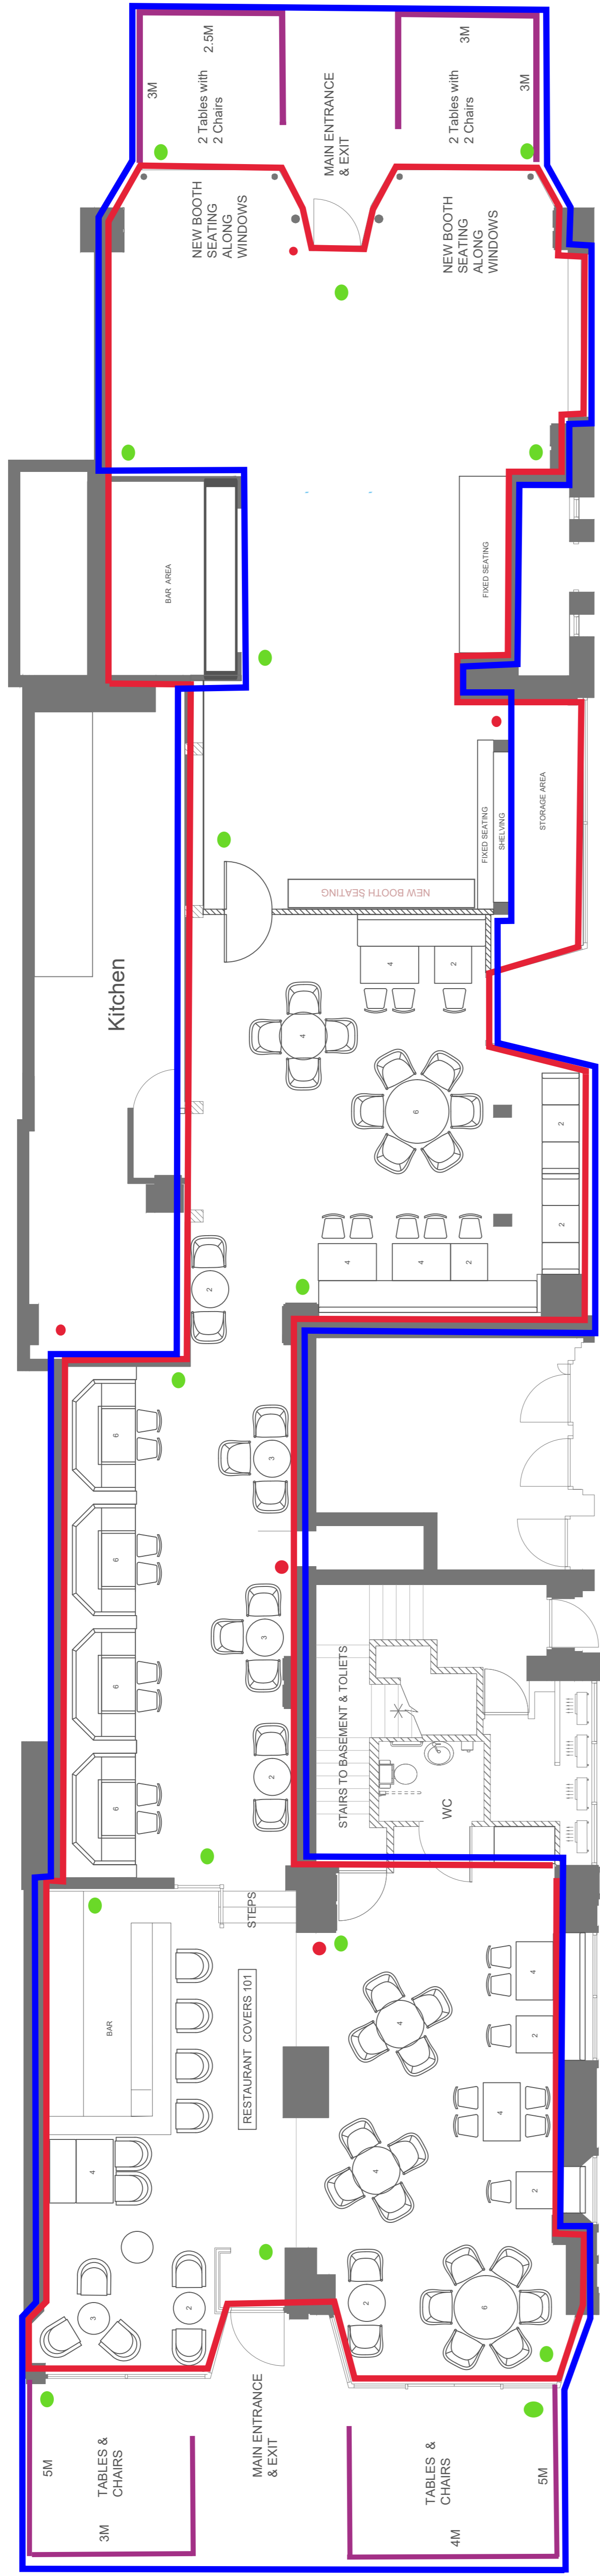 3M
2.5M
2 Tables with
2 Chairs
MAIN ENTRANCE
& EXIT
3M
2 Tables with
2 Chairs
3M
NEW BOOTH
SEATING
ALONG
WINDOWS
NEW BOOTH
SEATING
ALONG
WINDOWS
BAR AREA
FIXED SEATING
STORAGE AREA
FIXED SEATING
SHELVING
NEW BOOTH SEATING
Kitchen
4
2
4
6
2
2
4
4
2
2
6
3
6
3
6
2
6
STAIRS TO BASEMENT & TOLIETS
WC
STEPS
BAR
RESTAURANT COVERS 101
4
4
2
4
4
4
2
3
2
2
6
MAIN ENTRANCE
& EXIT
5M
TABLES &
CHAIRS
3M
TABLES &
CHAIRS
5M
4M